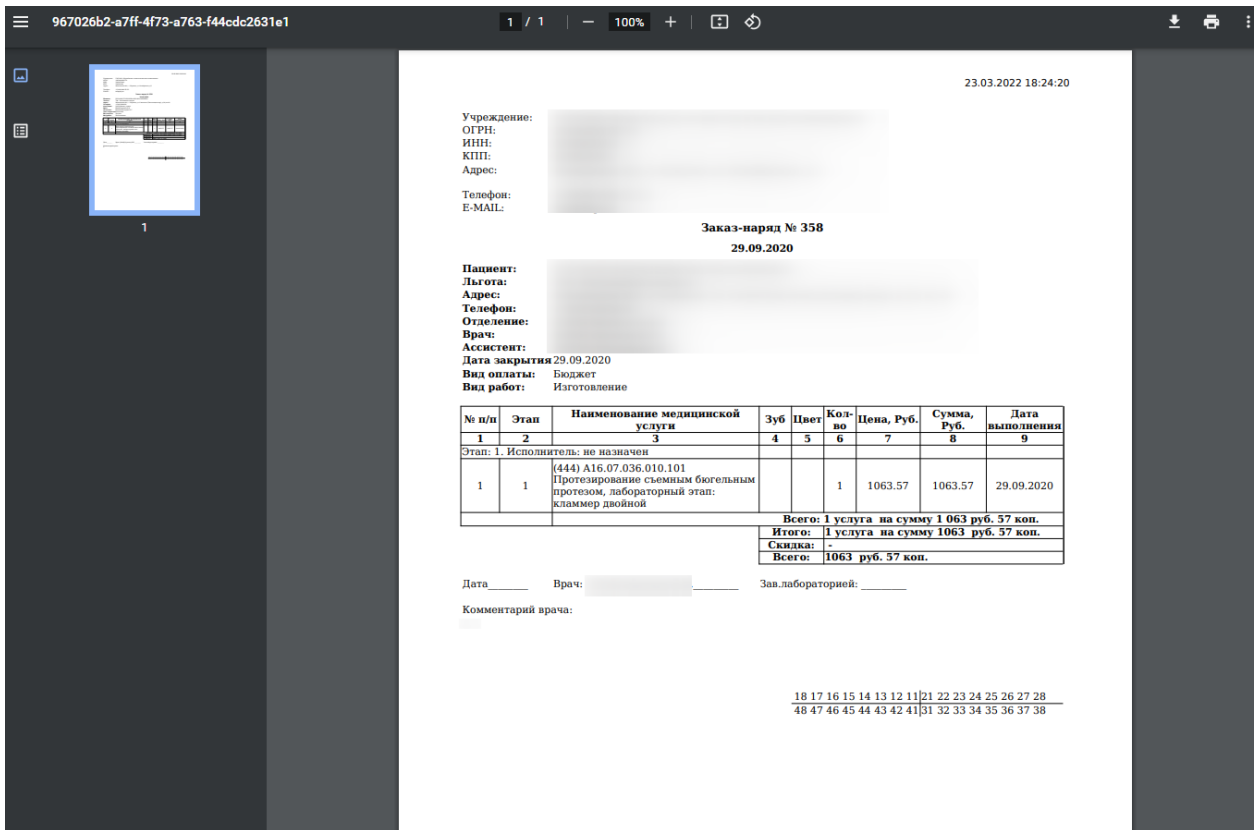 967026b2-a7ff-4f73-a763-f44cdc2631e1
1 / 1
100%
1
23.03.2022 18:24:20
Учреждение:
ОГРН:
ИНН:
КПП:
Адрес:
Телефон:
E-MAIL:
Заказ-наряд № 358
29.09.2020
Пациент:
Льгота:
Адрес:
Телефон:
Отделение:
Врач:
Ассистент:
Дата закрытия 29.09.2020
Вид оплаты: Бюджет
Вид работ: Изготовление
№ п/п Этап Наименование медицинской услуги Зуб Цвет Кол-во Цена, Руб. Сумма, Руб. Дата выполнения
1 2 3 4 5 6 7 8 9
Этап: 1. Исполнитель: не назначен
1 1 (444) A16.07.036.010.101 Протезирование съемным бюгельным протезом, лабораторный этап: кламмер двойной 1 1063.57 1063.57 29.09.2020
Всего: 1 услуга на сумму 1 063 руб. 57 коп.
Итого: 1 услуга на сумму 1063 руб. 57 коп.
Скидка: -
Всего: 1063 руб. 57 коп.
Дата________ Врач: _________ Зав.лабораторией: _________
Комментарий врача:
18 17 16 15 14 13 12 11|21 22 23 24 25 26 27 28
48 47 46 45 44 43 42 41|31 32 33 34 35 36 37 38